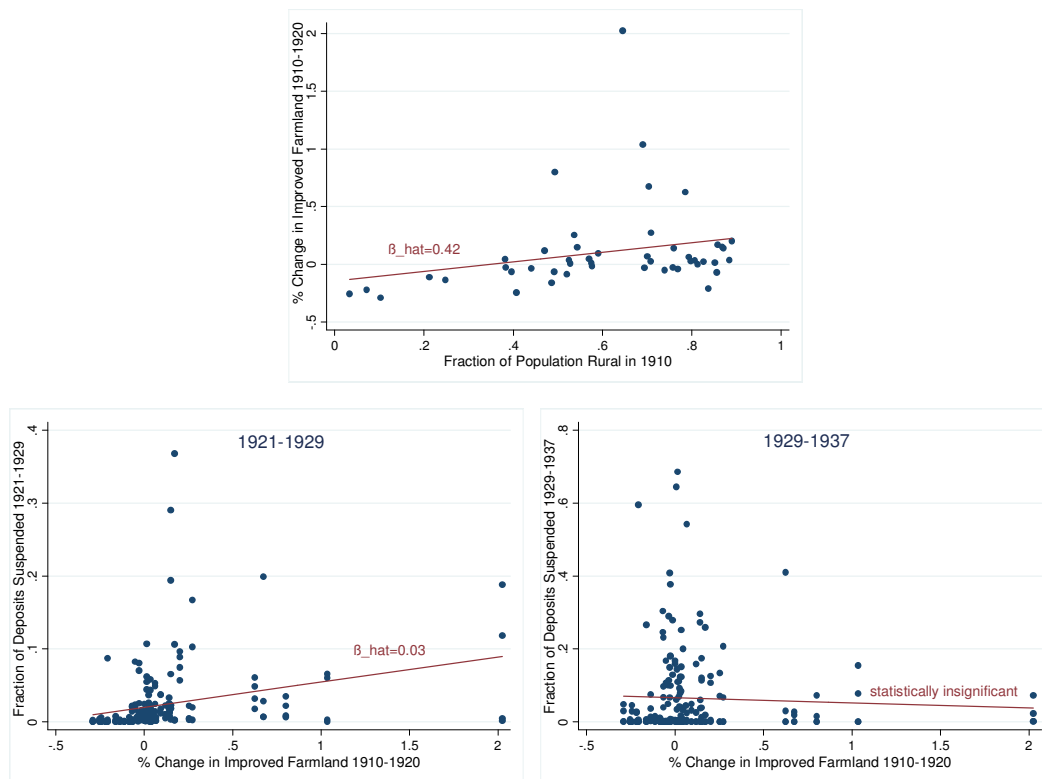 % Change in Improved Farmland 1910-1920
2
1.5
1
.5
0
-.5
ß_hat=0.42
0 .2 .4 .6 .8 1
Fraction of Population Rural in 1910
1921-1929
Fraction of Deposits Suspended 1921-1929
.4
.3
.2
.1
0
ß_hat=0.03
-.5 0 .5 1 1.5 2
% Change in Improved Farmland 1910-1920
1929-1937
Fraction of Deposits Suspended 1929-1937
.8
.6
.4
.2
0
statistically insignificant
-.5 0 .5 1 1.5 2
% Change in Improved Farmland 1910-1920